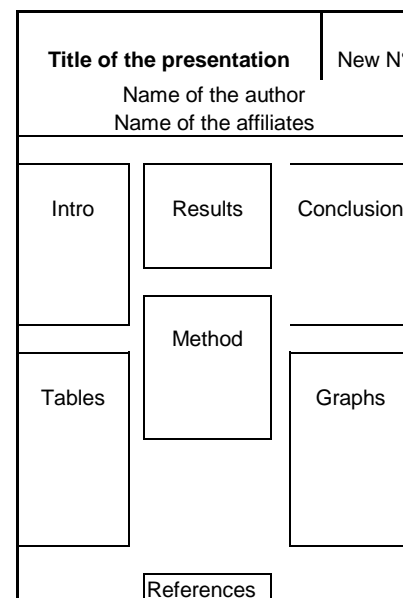 Title of the presentation
New N°
Name of the author
Name of the affiliates
Intro
Results
Conclusion
Method
Tables
Graphs
References